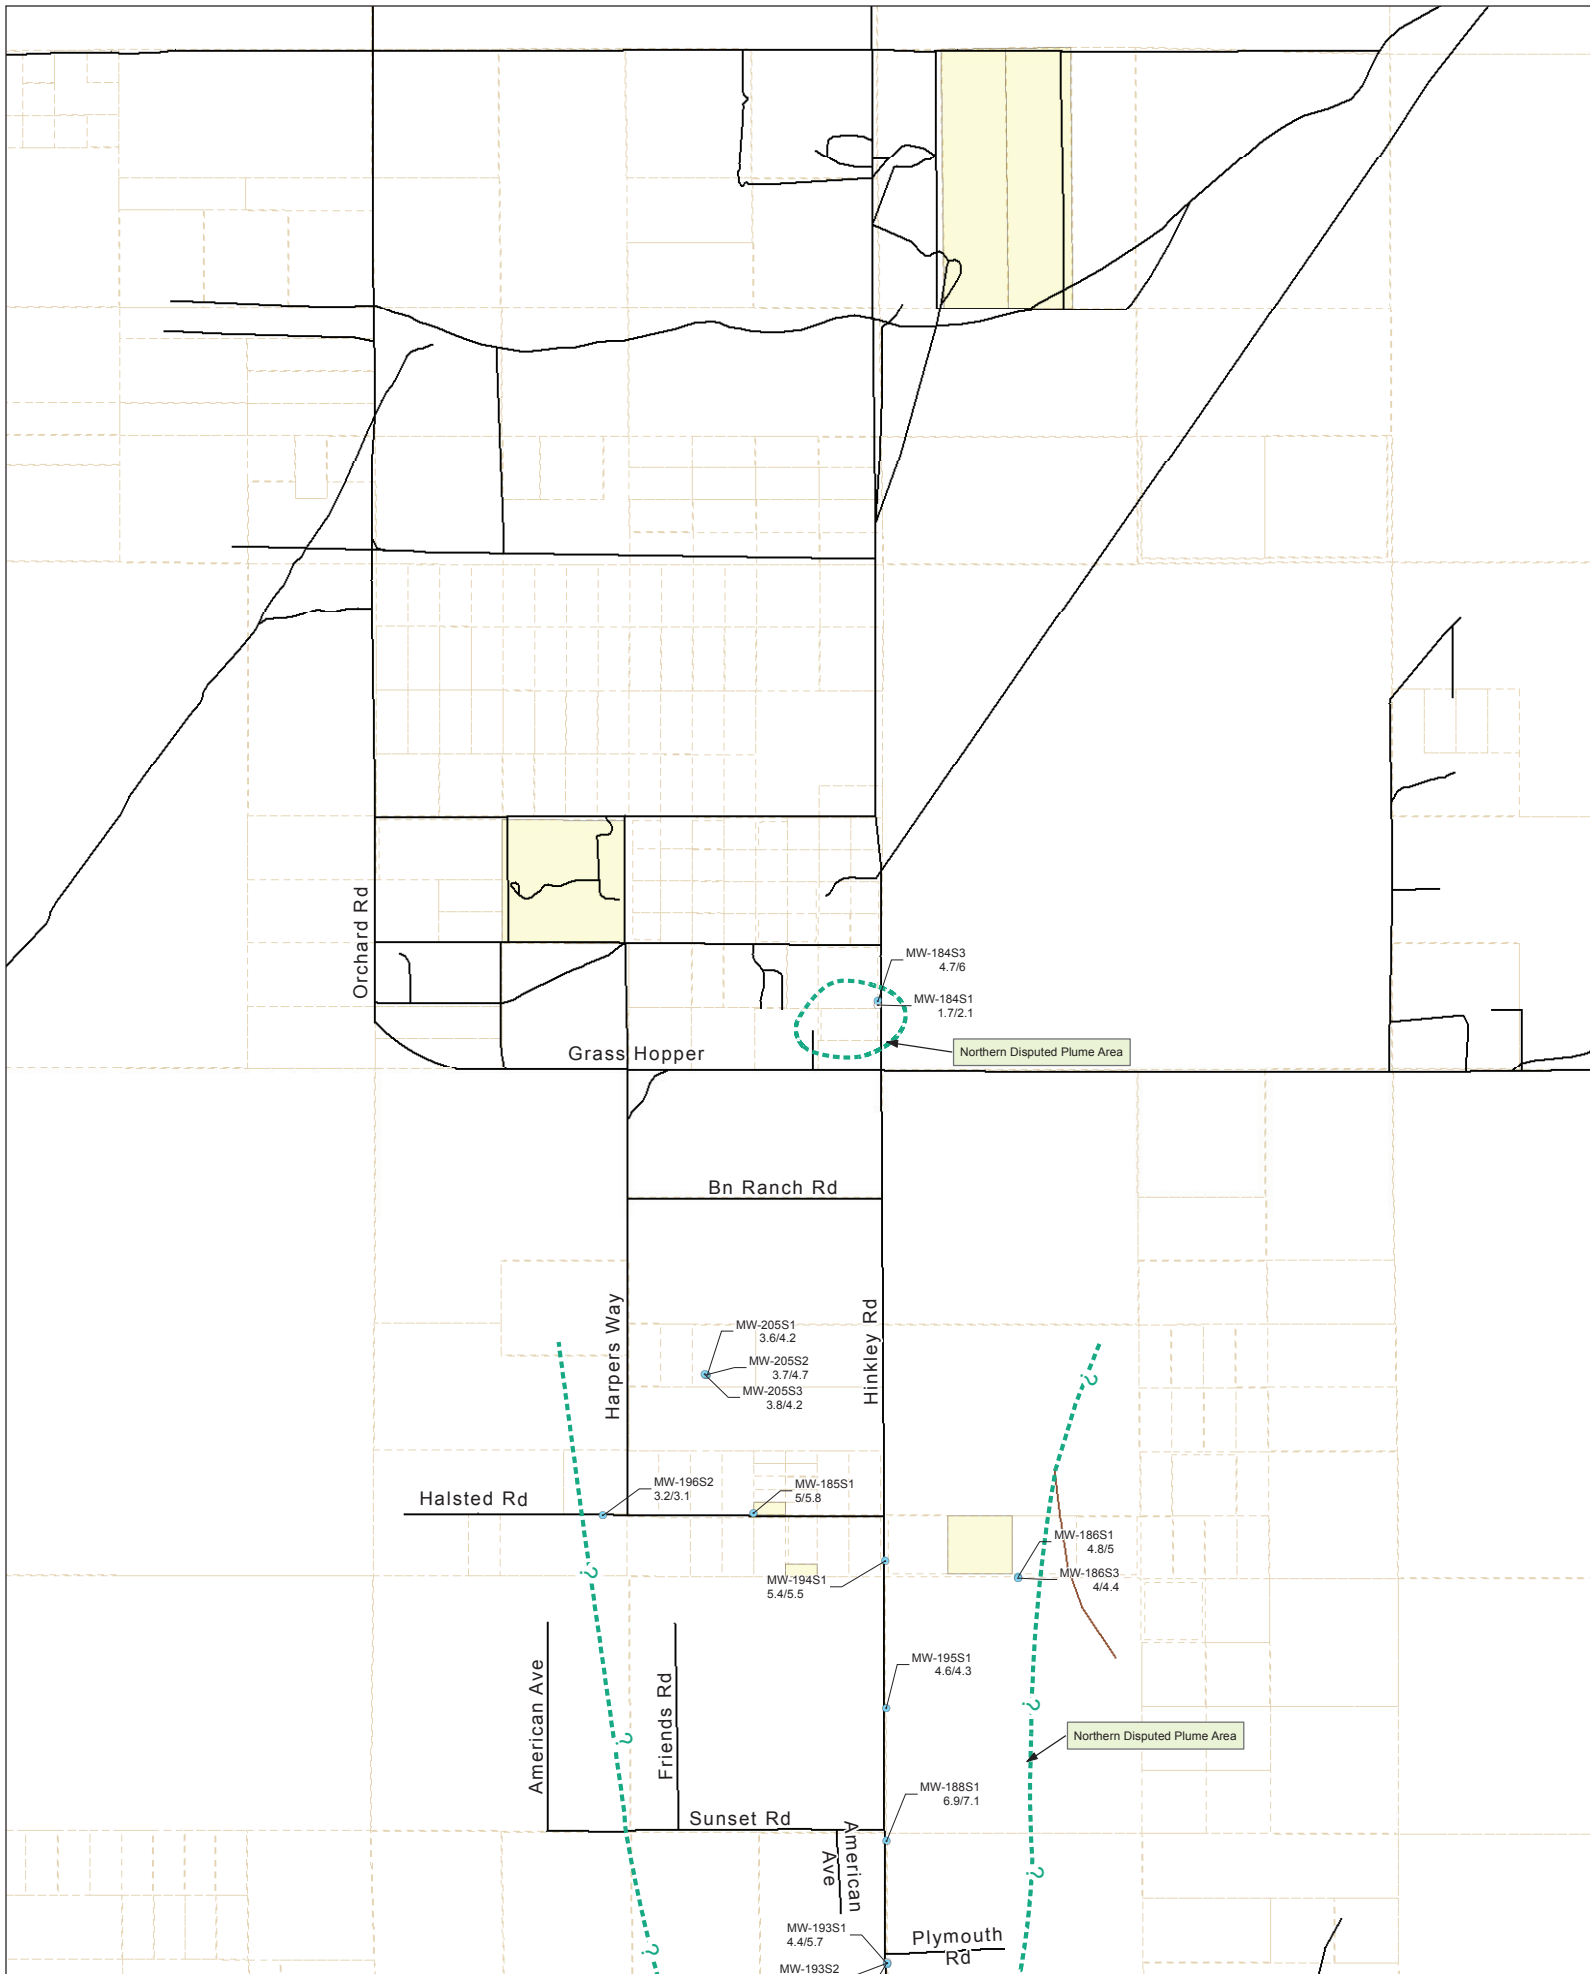 Orchard Rd
MW-184S3
4.7/6
MW-184S1
1.7/2.1
Grass Hopper
Northern Disputed Plume Area
Bn Ranch Rd
Harpers Way
Hinkley Rd
MW-205S1
3.6/4.2
MW-205S2
3.7/4.7
MW-205S3
3.8/4.2
?
MW-196S2
3.2/3.1
MW-185S1
5/5.8
Halsted Rd
MW-186S1
4.8/5
MW-186S3
4/4.4
?
MW-194S1
5.4/5.5
American Ave
Friends Rd
MW-195S1
4.6/4.3
?
?
Northern Disputed Plume Area
MW-188S1
6.9/7.1
Sunset Rd
American
Ave
?
MW-193S1
4.4/5.7
Plymouth
Rd
?
MW-193S2